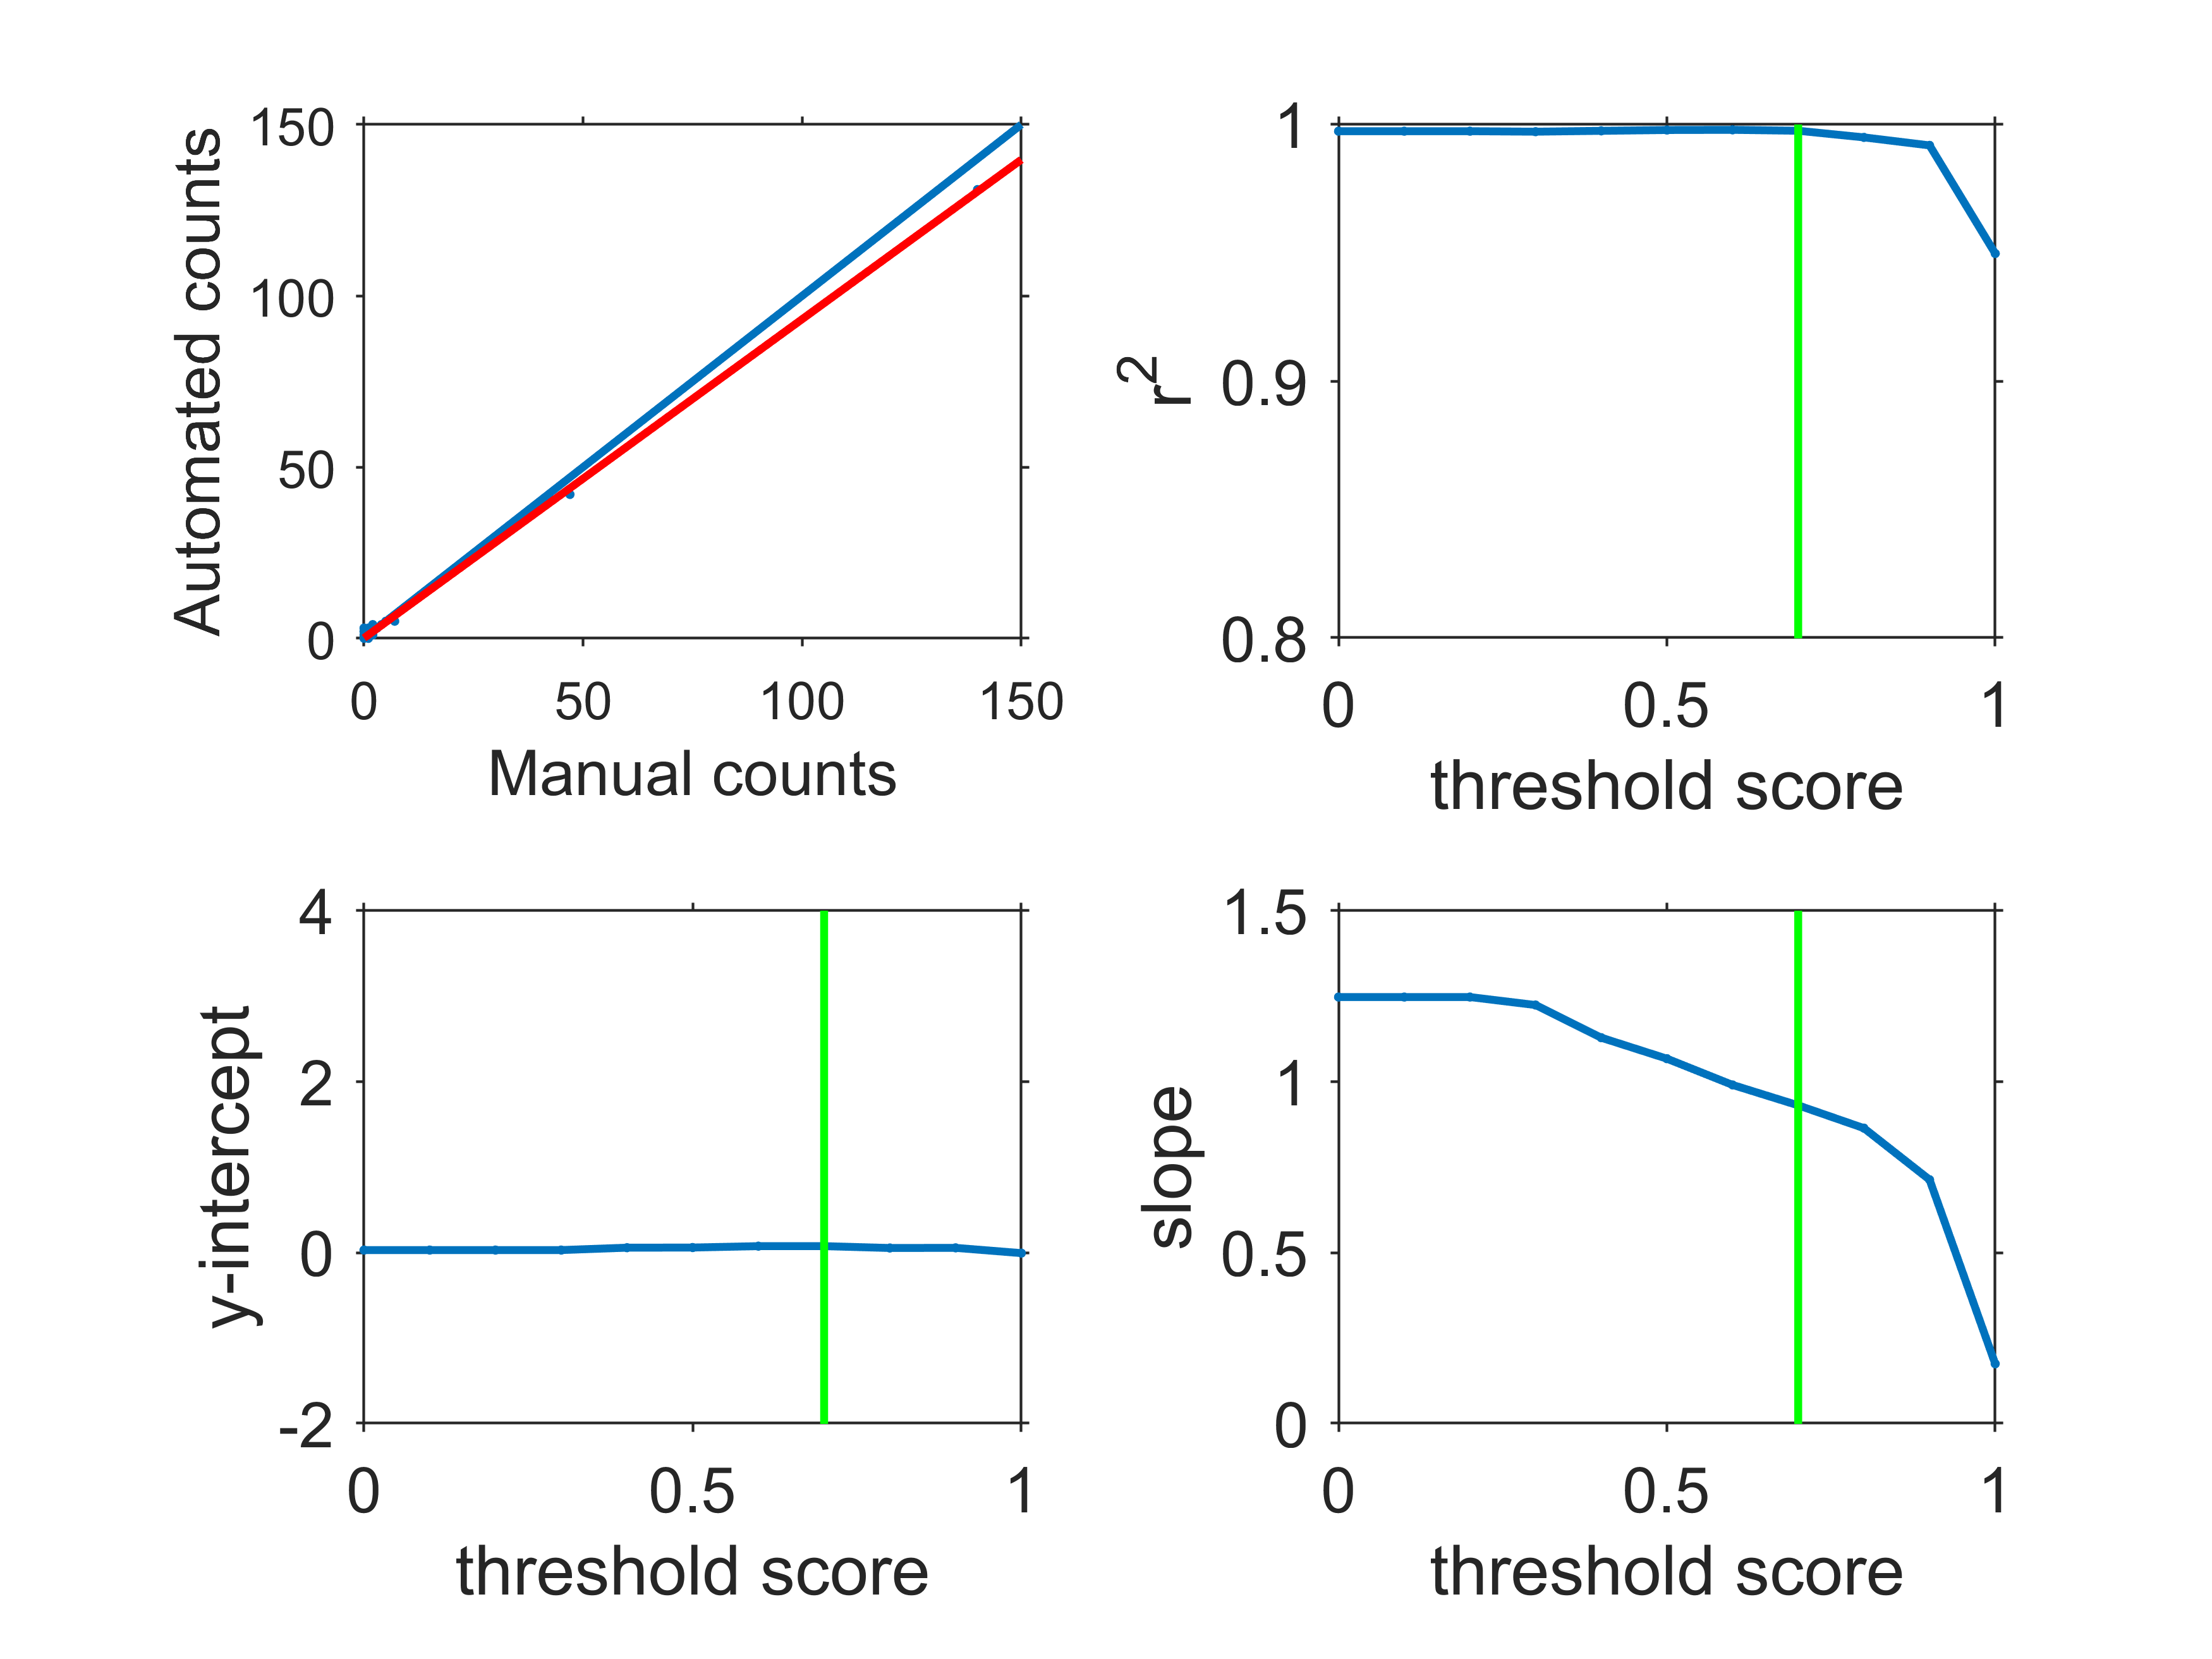 Automated counts
150
100
50
0
0 50 100 150
Manual counts
r2
1
0.9
0.8
0 0.5 1
threshold score
y-intercept
4
2
0
-2
0 0.5 1
threshold score
slope
1.5
1
0.5
0
0 0.5 1
threshold score